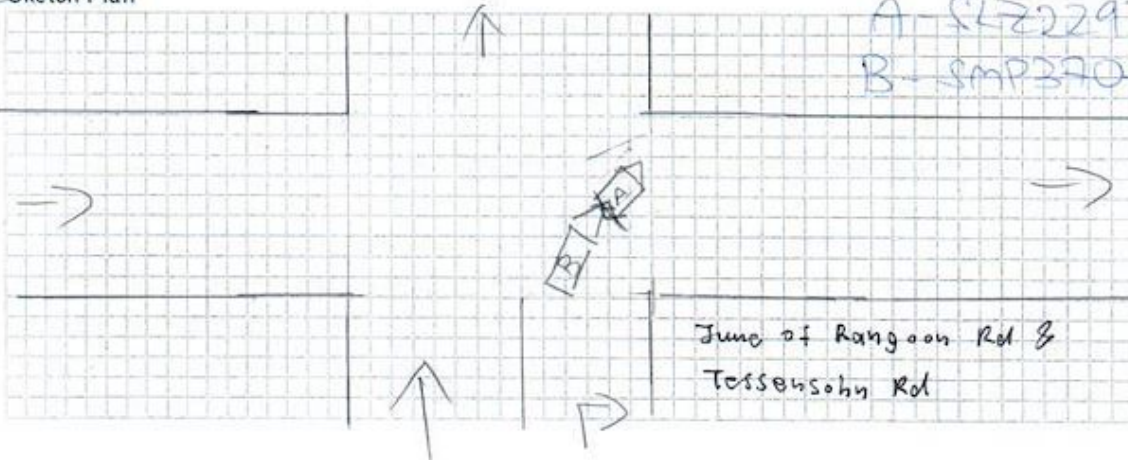 Sketch Plan
A - SLZ229
B - SMP370
A
B
Junc of Rangoon Rd &
Tessensohn Rd